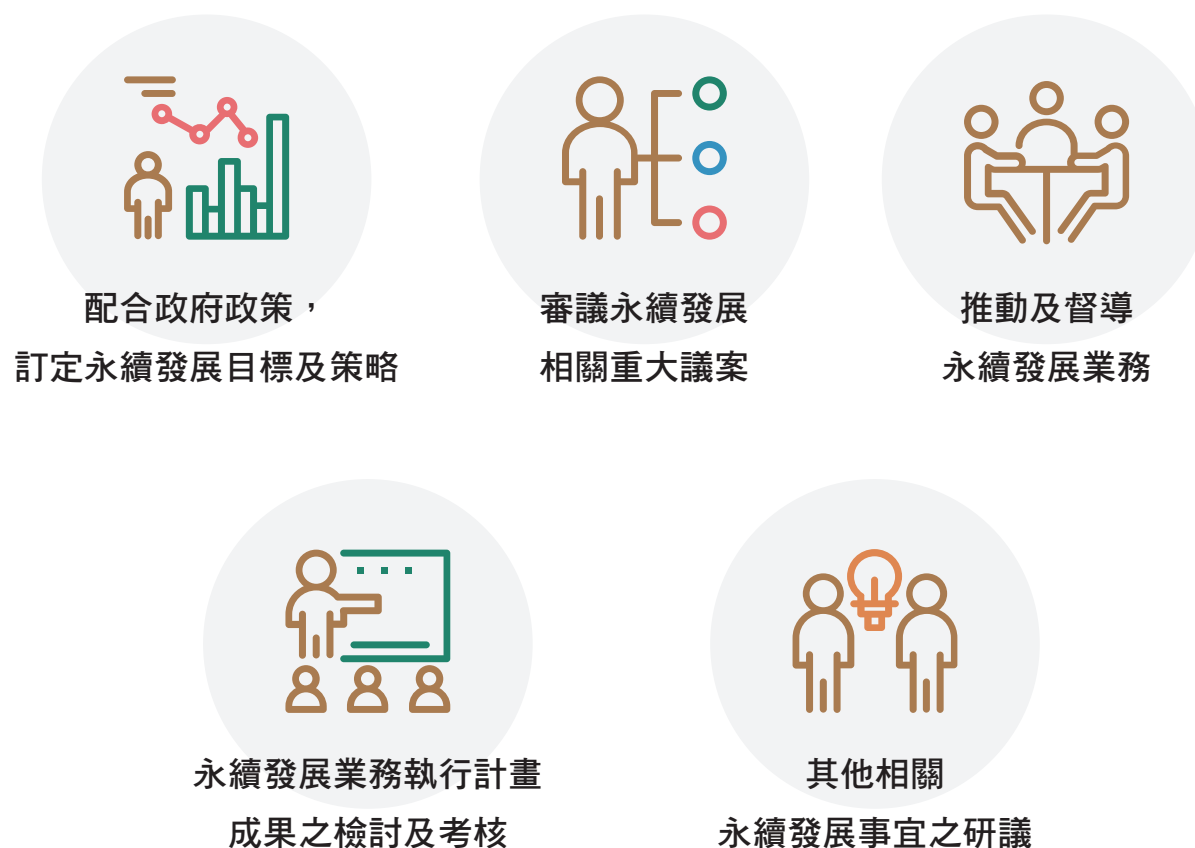 配合政府政策，
訂定永續發展目標及策略
審議永續發展
相關重大議案
推動及督導
永續發展業務
永續發展業務執行計畫
成果之檢討及考核
其他相關
永續發展事宜之研議